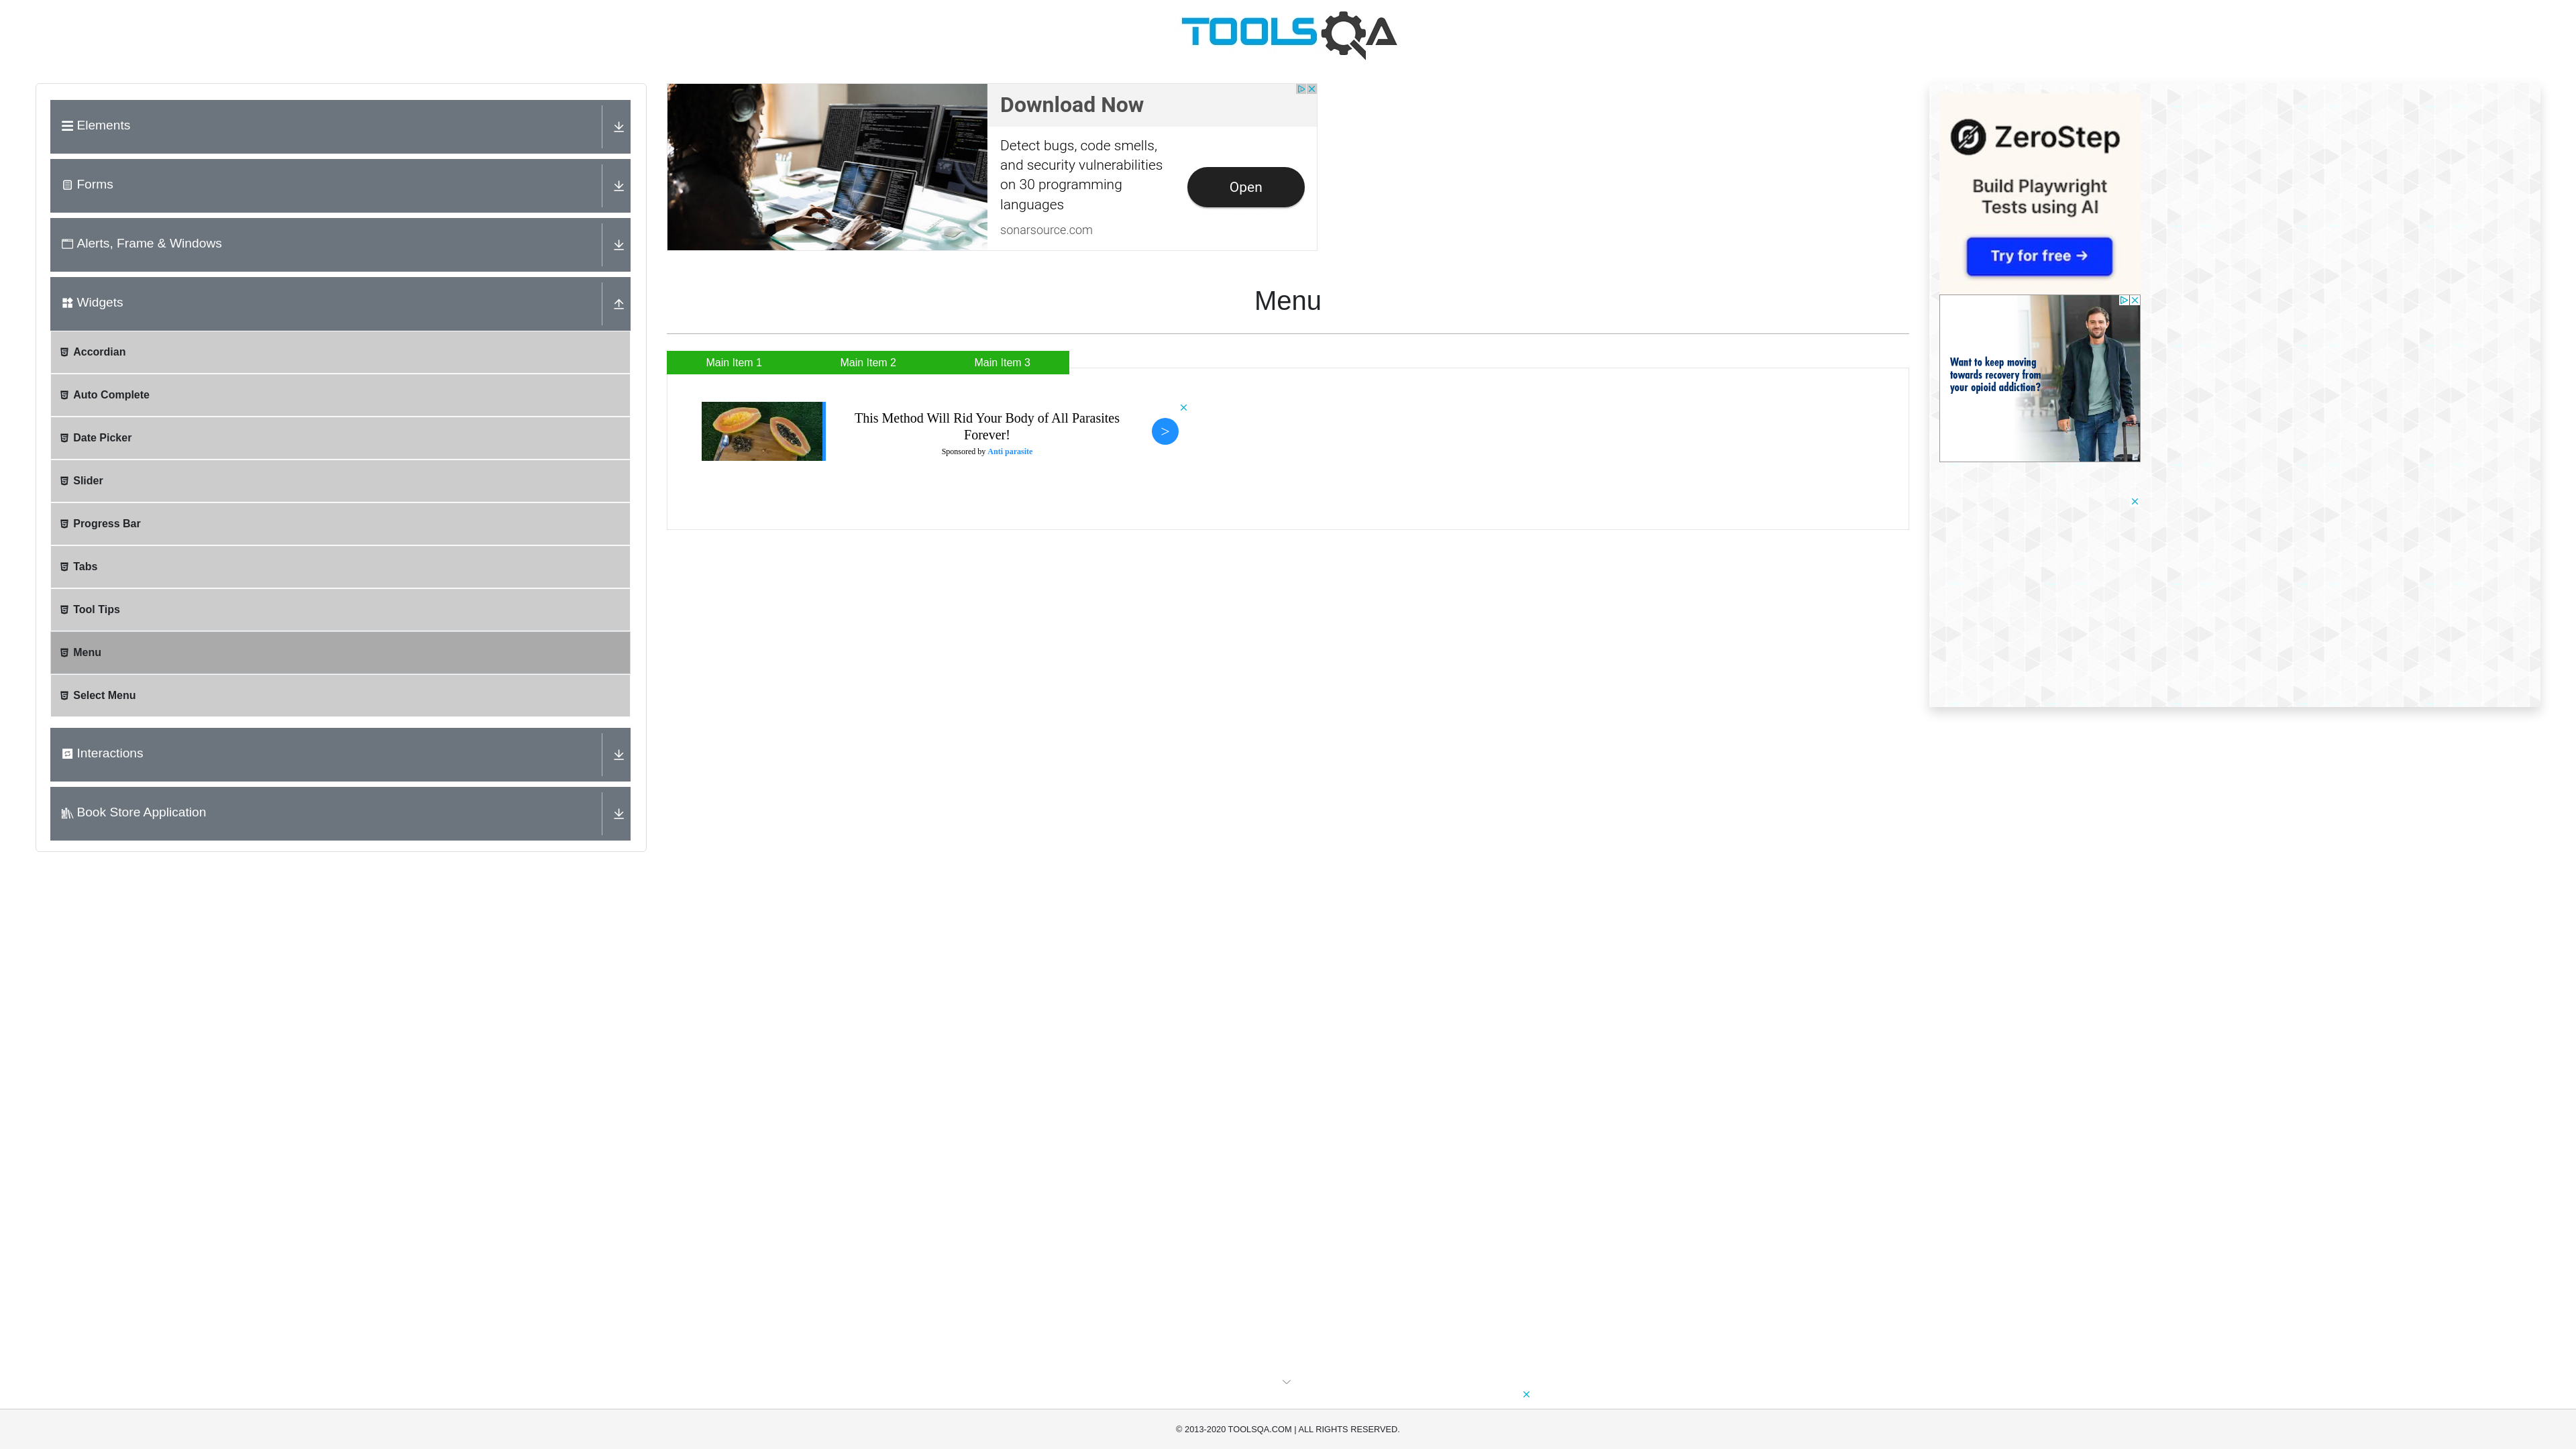 TOOLSQA
Elements
Forms
Alerts, Frame & Windows
Widgets
Accordian
Auto Complete
Date Picker
Slider
Progress Bar
Tabs
Tool Tips
Menu
Select Menu
Interactions
Book Store Application
Download Now
Detect bugs, code smells,
and security vulnerabilities
on 30 programming
languages
sonarsource.com
Open
Menu
Main Item 1
Main Item 2
Main Item 3
This Method Will Rid Your Body of All Parasites
Forever!
Sponsored by Anti parasite
>
ZeroStep
Build Playwright
Tests using AI
Try for free →
Want to keep moving
towards recovery from
your opioid addiction?
© 2013-2020 TOOLSQA.COM | ALL RIGHTS RESERVED.